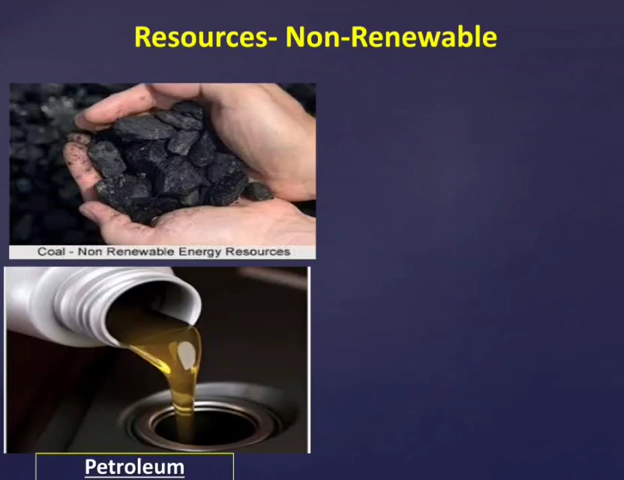 Resources- Non-Renewable
Coal - Non Renewable Energy Resources
Petroleum